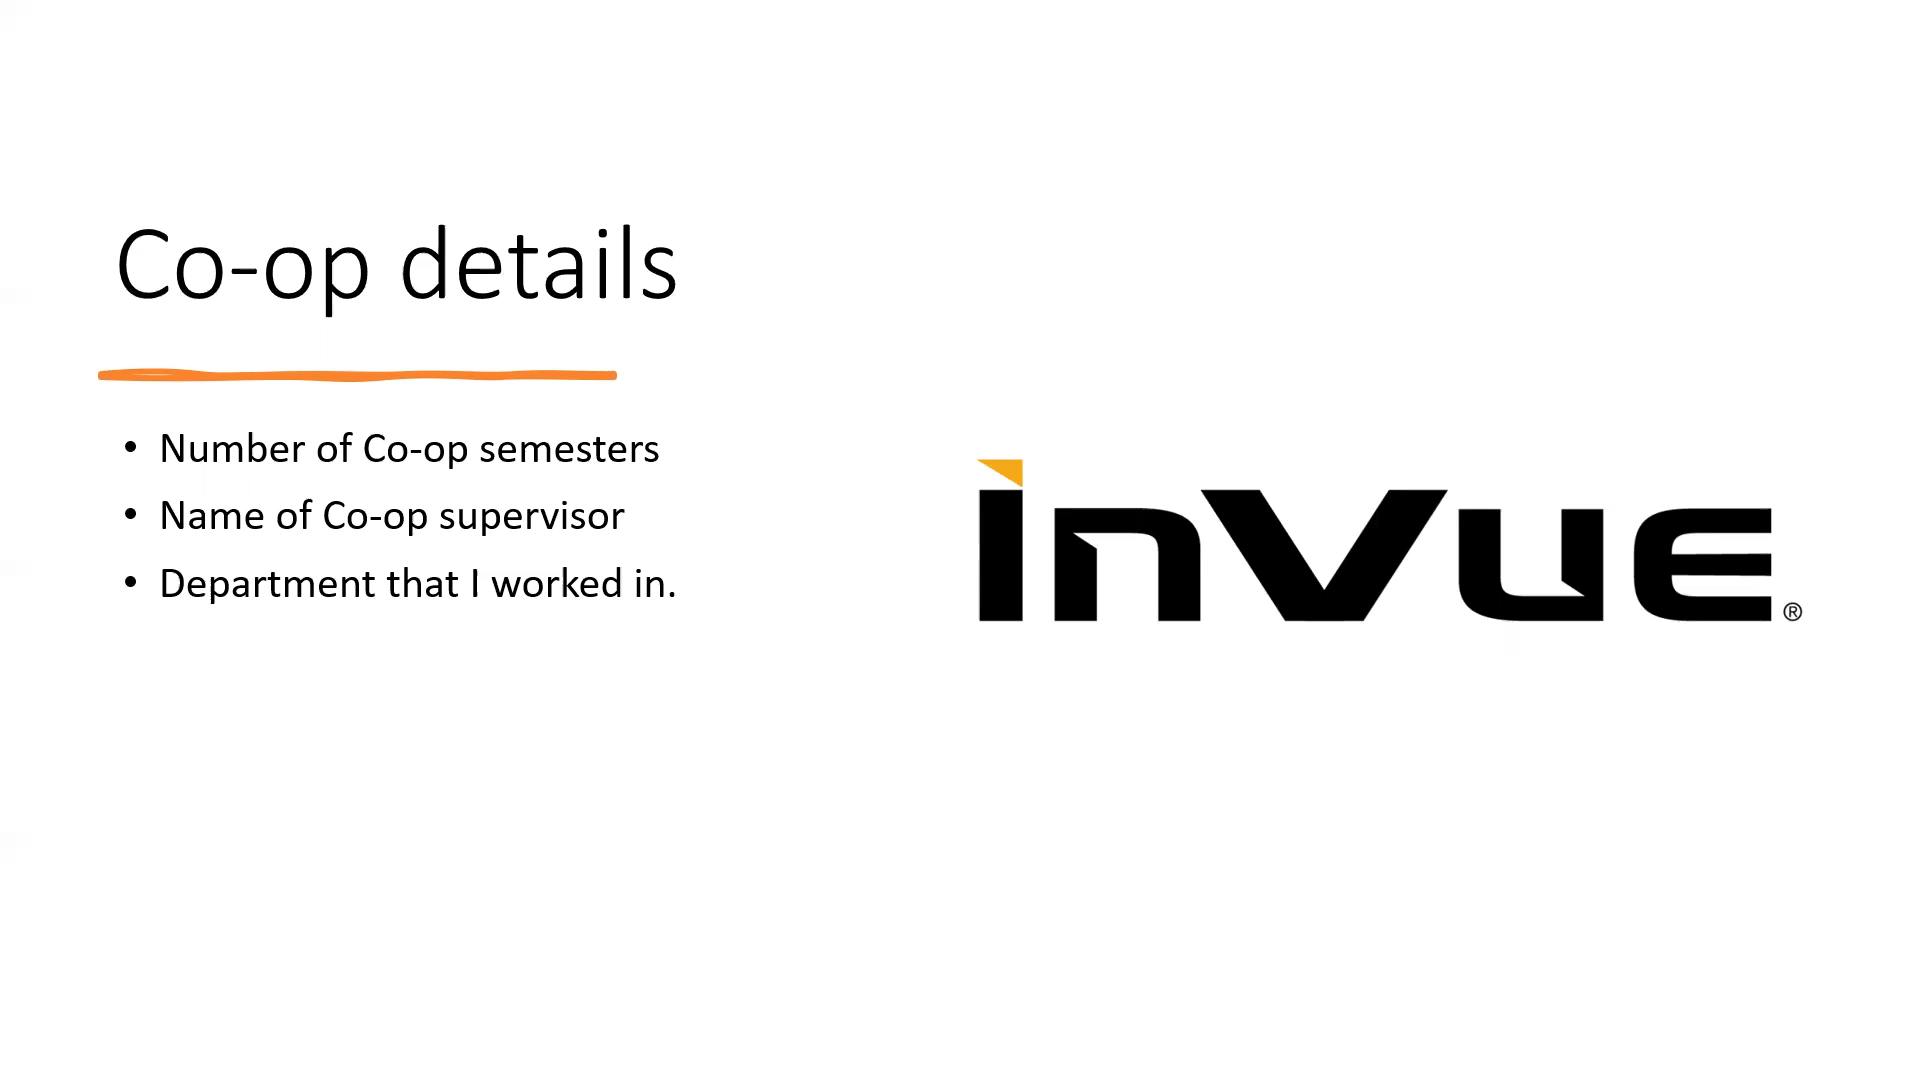 Co-op details
• Number of Co-op semesters
• Name of Co-op supervisor
• Department that I worked in.
inVue®